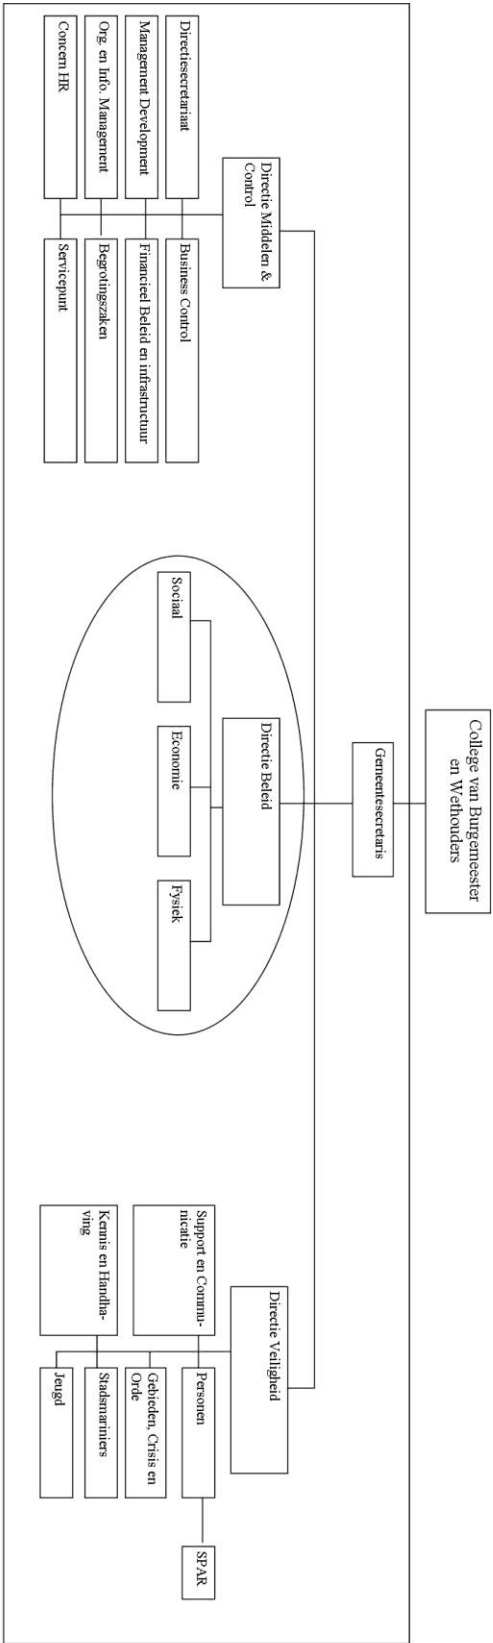 College van Burgemeester
en Wethouders
Gemeentesecretaris
Directie Middelen &
Control
Directiesecretariaat
Business Control
Management Development
Financieel Beleid en infrastructuur
Org. en Info. Management
Begrotingszaken
Concern HR
Servicepunt
Directie Beleid
Sociaal
Economie
Fysiek
Directie Veiligheid
Support en Commu-
nicatie
Personen
SPAR
Gebieden, Crisis en
Orde
Kennis en Handha-
ving
Stadsmariniers
Jeugd